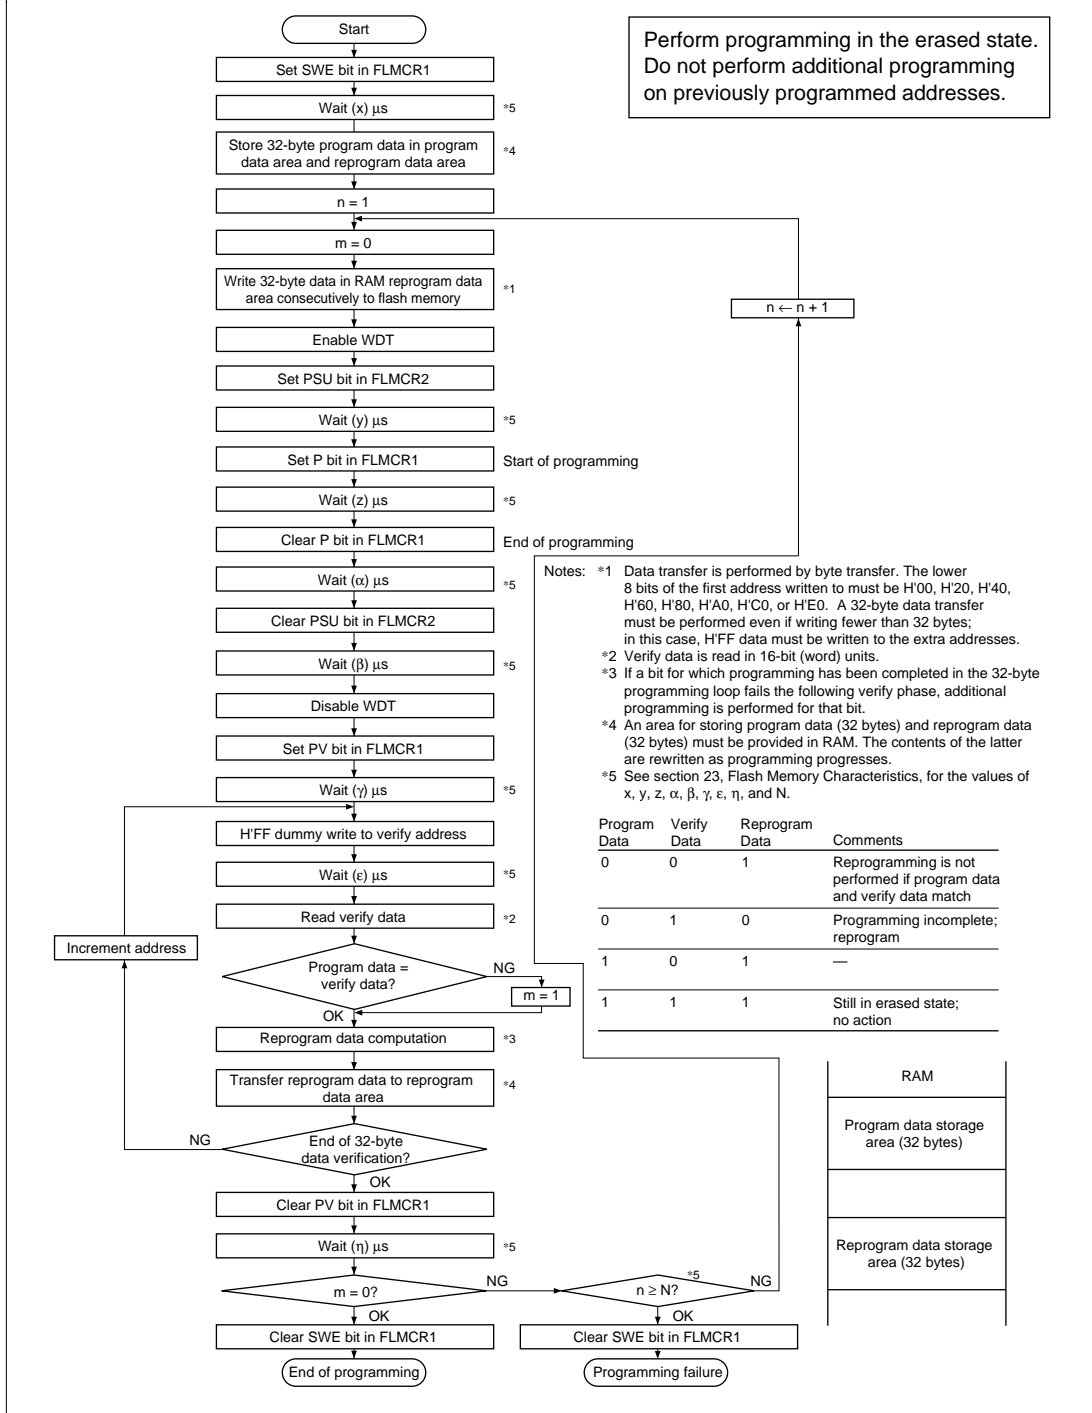 Start
Perform programming in the erased state.
Do not perform additional programming
on previously programmed addresses.
Set SWE bit in FLMCR1
Wait (x) μs
*5
Store 32-byte program data in program
data area and reprogram data area
*4
n = 1
m = 0
Write 32-byte data in RAM reprogram data
area consecutively to flash memory
*1
n ← n + 1
Enable WDT
Set PSU bit in FLMCR2
Wait (y) μs
*5
Set P bit in FLMCR1
Start of programming
Wait (z) μs
*5
Clear P bit in FLMCR1
End of programming
Wait (α) μs
*5
Clear PSU bit in FLMCR2
Wait (β) μs
*5
Disable WDT
Set PV bit in FLMCR1
Wait (γ) μs
*5
H'FF dummy write to verify address
Wait (ε) μs
*5
Read verify data
*2
Increment address
Program data =
verify data?
NG
m = 1
OK
Reprogram data computation
*3
Transfer reprogram data to reprogram
data area
*4
NG
End of 32-byte
data verification?
OK
Clear PV bit in FLMCR1
Wait (η) μs
*5
m = 0?
NG
n ≥ N?
*5
NG
OK
OK
Clear SWE bit in FLMCR1
Clear SWE bit in FLMCR1
End of programming
Programming failure
Notes: *1 Data transfer is performed by byte transfer. The lower
8 bits of the first address written to must be H'00, H'20, H'40,
H'60, H'80, H'A0, H'C0, or H'E0. A 32-byte data transfer
must be performed even if writing fewer than 32 bytes;
in this case, H'FF data must be written to the extra addresses.
*2 Verify data is read in 16-bit (word) units.
*3 If a bit for which programming has been completed in the 32-byte
programming loop fails the following verify phase, additional
programming is performed for that bit.
*4 An area for storing program data (32 bytes) and reprogram data
(32 bytes) must be provided in RAM. The contents of the latter
are rewritten as programming progresses.
*5 See section 23, Flash Memory Characteristics, for the values of
x, y, z, α, β, γ, ε, η, and N.
Program Verify Reprogram
Data Data Data Comments
0 0 1 Reprogramming is not
performed if program data
and verify data match
0 1 0 Programming incomplete;
reprogram
1 0 1 —
1 1 1 Still in erased state;
no action
RAM
Program data storage
area (32 bytes)
Reprogram data storage
area (32 bytes)